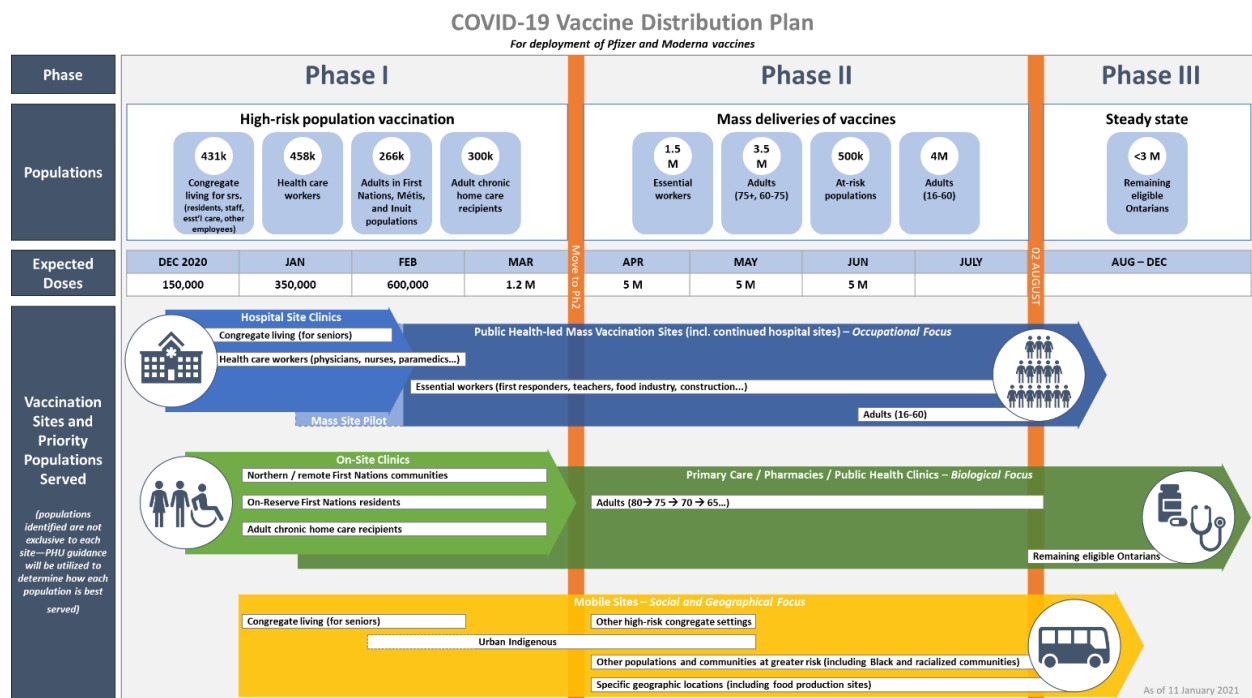 COVID-19 Vaccine Distribution Plan
For deployment of Pfizer and Moderna vaccines
Phase
Phase I
Phase II
Phase III
Populations
High-risk population vaccination
431k
Congregate
living for srs.
(residents, staff,
esst'l care, other
employees)
458k
Health care
workers
266k
Adults in First
Nations, Métis,
and Inuit
populations
300k
Adult chronic
home care
recipients
Mass deliveries of vaccines
1.5
M
Essential
workers
3.5
M
Adults
(75+, 60-75)
500k
At-risk
populations
4M
Adults
(16-60)
Steady state
<3 M
Remaining
eligible
Ontarians
Expected
Doses
DEC 2020
JAN
FEB
MAR
APR
MAY
JUN
JULY
AUG – DEC
150,000
350,000
600,000
1.2 M
5 M
5 M
5 M
Move to Ph2
02 AUGUST
Vaccination
Sites and
Priority
Populations
Served
(populations
identified are not
exclusive to each
site—PHU guidance
will be utilized to
determine how each
population is best
served)
Hospital Site Clinics
Congregate living (for seniors)
Health care workers (physicians, nurses, paramedics…)
Mass Site Pilot
Public Health-led Mass Vaccination Sites (incl. continued hospital sites) – Occupational Focus
Essential workers (first responders, teachers, food industry, construction...)
Adults (16-60)
On-Site Clinics
Northern / remote First Nations communities
On-Reserve First Nations residents
Adult chronic home care recipients
Primary Care / Pharmacies / Public Health Clinics – Biological Focus
Adults (80→ 75 → 70 → 65…)
Remaining eligible Ontarians
Mobile Sites – Social and Geographical Focus
Congregate living (for seniors)
Other high-risk congregate settings
Urban Indigenous
Other populations and communities at greater risk (including Black and racialized communities)
Specific geographic locations (including food production sites)
As of 11 January 2021